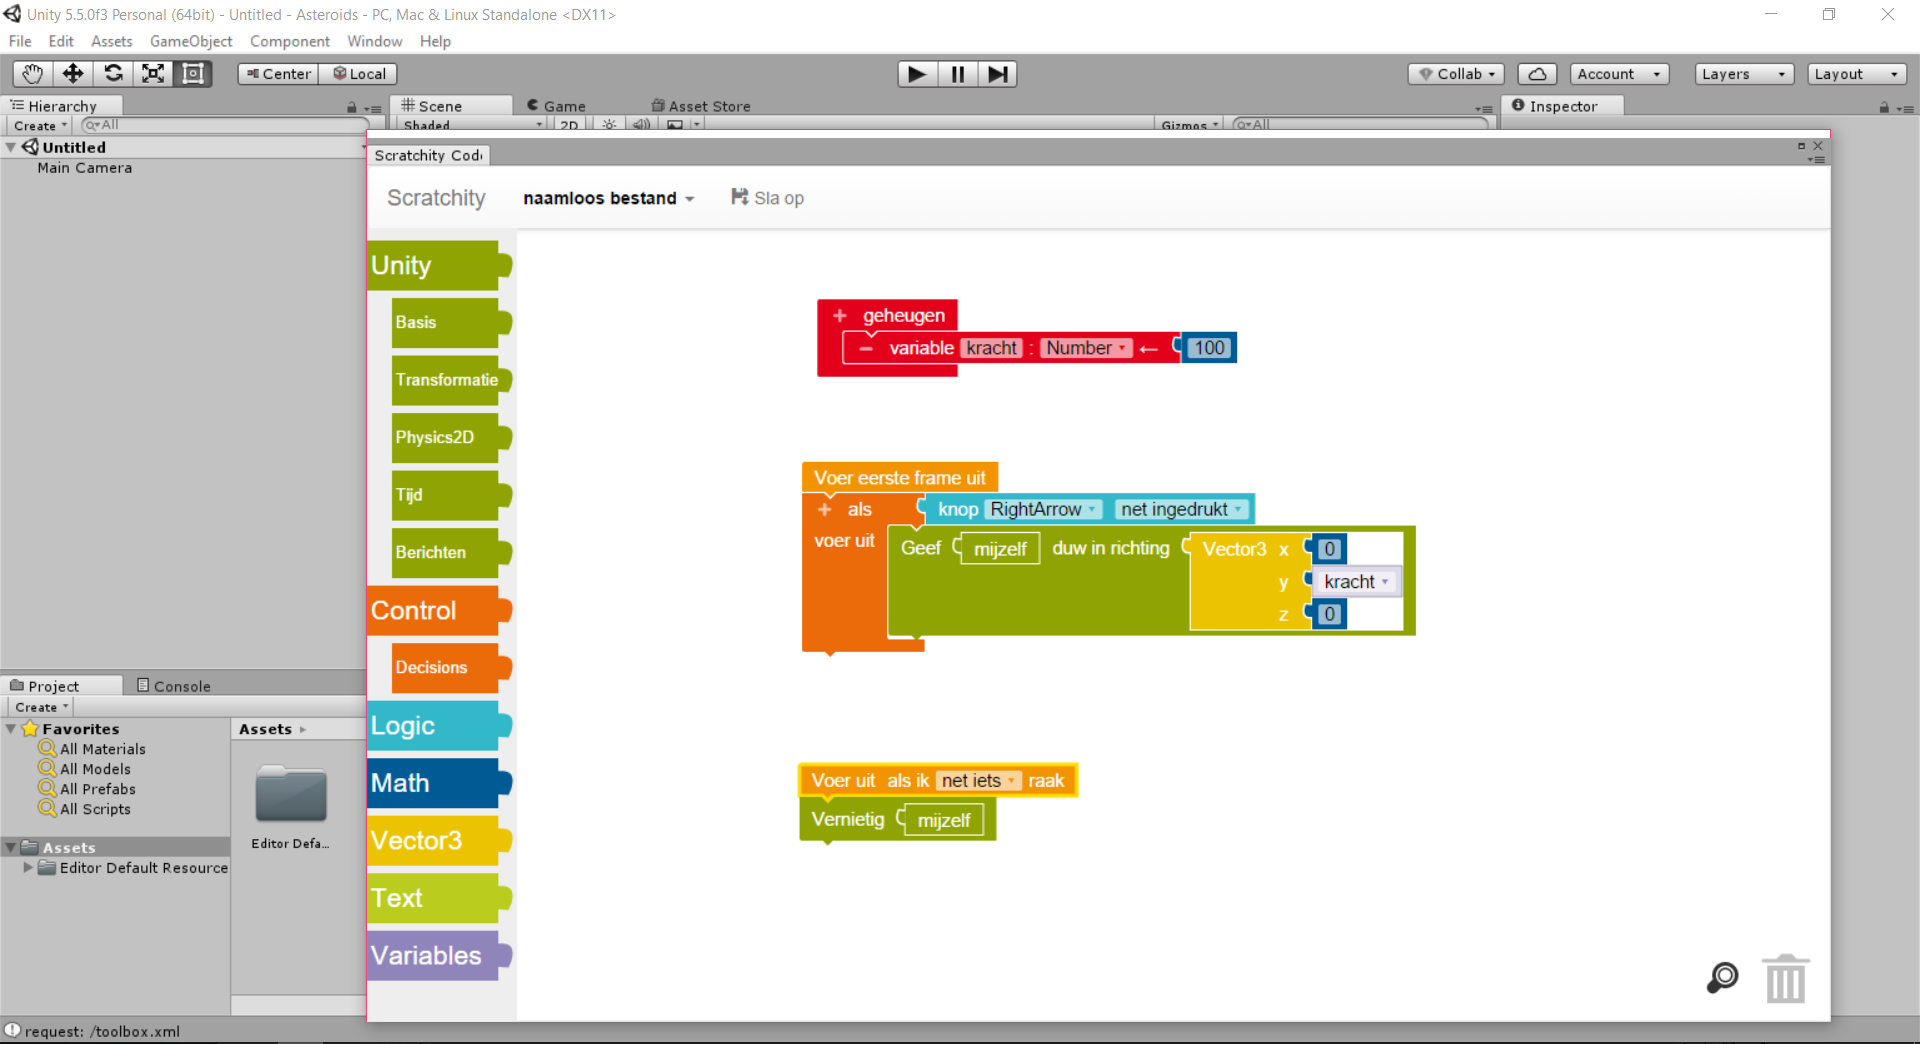 Unity 5.5.0f3 Personal (64bit) - Untitled - Asteroids - PC, Mac & Linux Standalone <DX11>
File Edit Assets GameObject Component Window Help
Center Local Collab Account Layers Layout
Hierarchy Scene Game Asset Store Inspector
Create All Shaded 2D Gizmos All
Untitled
Main Camera
Scratchity Code
Scratchity naamloos bestand Sla op
Unity
Basis
Transformatie
Physics2D
Tijd
Berichten
Control
Decisions
Logic
Math
Vector3
Text
Variables
+ geheugen
− variable kracht : Number ← 100
Voer eerste frame uit
+ als knop RightArrow net ingedrukt
voer uit Geef mijzelf duw in richting Vector3 x 0
y kracht
z 0
Voer uit als ik net iets raak
Vernietig mijzelf
Project Console
Create
Favorites
All Materials
All Models
All Prefabs
All Scripts
Assets
Editor Default Resource
Assets
Editor Defa...
request: /toolbox.xml